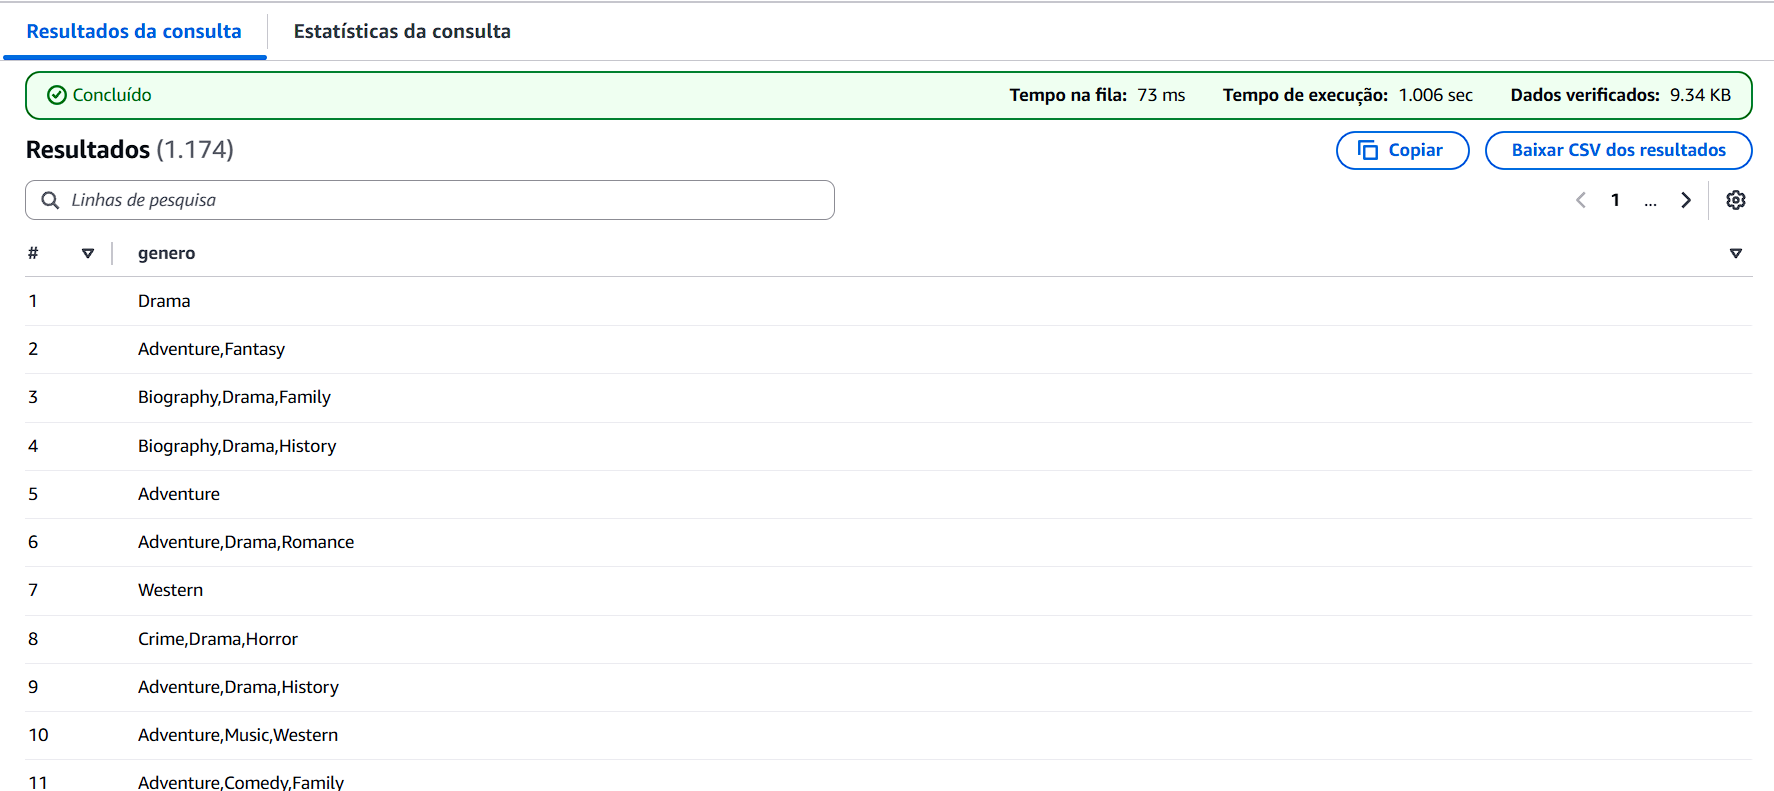 Resultados da consulta Estatísticas da consulta
Concluído Tempo na fila: 73 ms Tempo de execução: 1.006 sec Dados verificados: 9.34 KB
Resultados (1.174) Copiar Baixar CSV dos resultados
Linhas de pesquisa 1 ...
# genero
1 Drama
2 Adventure,Fantasy
3 Biography,Drama,Family
4 Biography,Drama,History
5 Adventure
6 Adventure,Drama,Romance
7 Western
8 Crime,Drama,Horror
9 Adventure,Drama,History
10 Adventure,Music,Western
11 Adventure,Comedy,Family